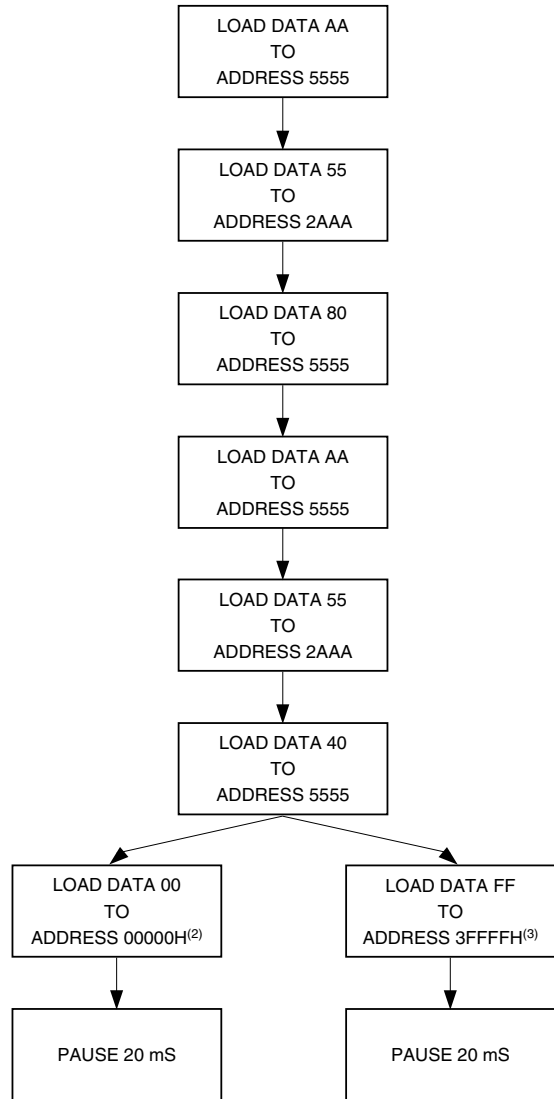 LOAD DATA AA
TO
ADDRESS 5555
LOAD DATA 55
TO
ADDRESS 2AAA
LOAD DATA 80
TO
ADDRESS 5555
LOAD DATA AA
TO
ADDRESS 5555
LOAD DATA 55
TO
ADDRESS 2AAA
LOAD DATA 40
TO
ADDRESS 5555
LOAD DATA 00
TO
ADDRESS 00000H(2)
LOAD DATA FF
TO
ADDRESS 3FFFFH(3)
PAUSE 20 mS
PAUSE 20 mS